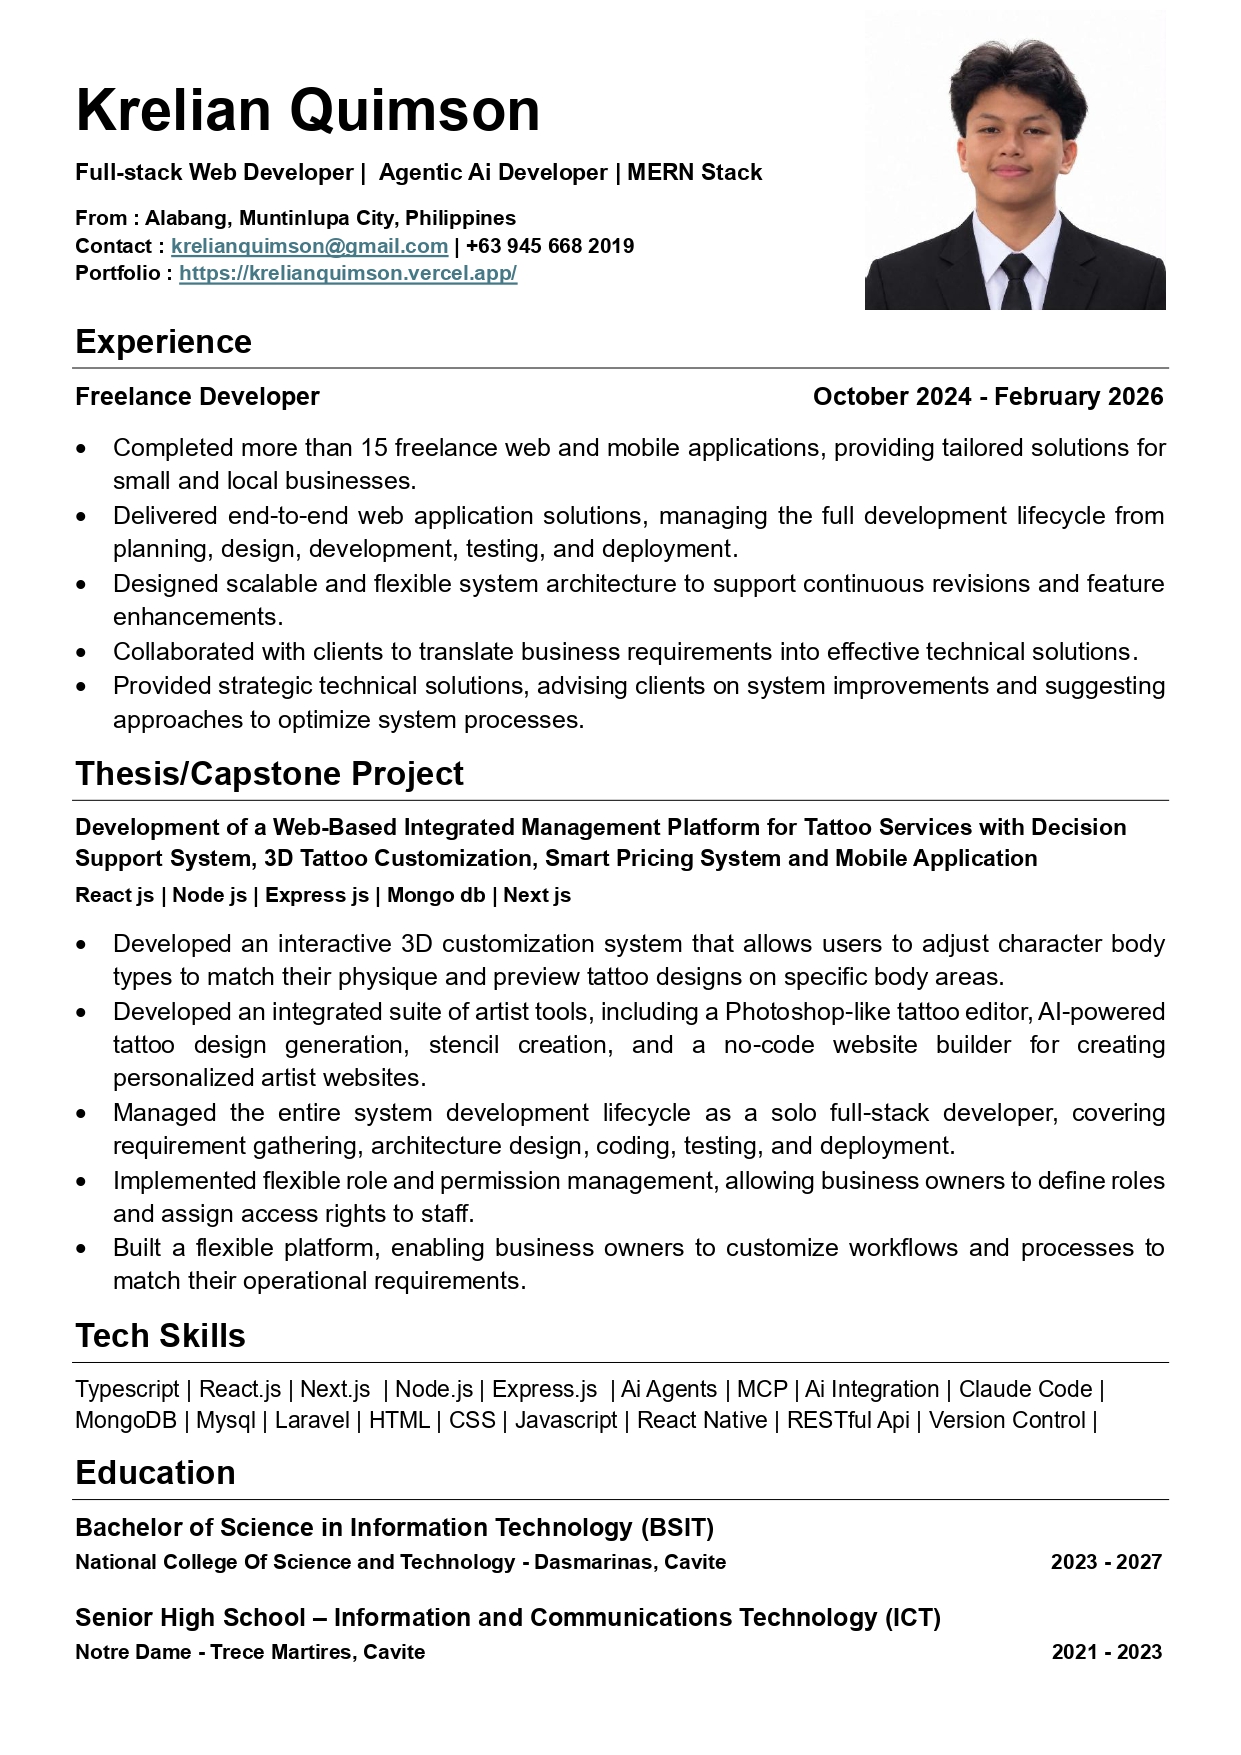 Krelian Quimson
Full-stack Web Developer |  Agentic Ai Developer | MERN Stack
From : Alabang, Muntinlupa City, Philippines
Contact : krelianquimson@gmail.com | +63 945 668 2019
Portfolio : https://krelianquimson.vercel.app/
Experience
Freelance Developer October 2024 - February 2026
• Completed more than 15 freelance web and mobile applications, providing tailored solutions for
small and local businesses.
• Delivered end-to-end web application solutions, managing the full development lifecycle from
planning, design, development, testing, and deployment.
• Designed scalable and flexible system architecture to support continuous revisions and feature
enhancements.
• Collaborated with clients to translate business requirements into effective technical solutions.
• Provided strategic technical solutions, advising clients on system improvements and suggesting
approaches to optimize system processes.
Thesis/Capstone Project
Development of a Web-Based Integrated Management Platform for Tattoo Services with Decision
Support System, 3D Tattoo Customization, Smart Pricing System and Mobile Application
React js | Node js | Express js | Mongo db | Next js
• Developed an interactive 3D customization system that allows users to adjust character body
types to match their physique and preview tattoo designs on specific body areas.
• Developed an integrated suite of artist tools, including a Photoshop-like tattoo editor, AI-powered
tattoo design generation, stencil creation, and a no-code website builder for creating
personalized artist websites.
• Managed the entire system development lifecycle as a solo full-stack developer, covering
requirement gathering, architecture design, coding, testing, and deployment.
• Implemented flexible role and permission management, allowing business owners to define roles
and assign access rights to staff.
• Built a flexible platform, enabling business owners to customize workflows and processes to
match their operational requirements.
Tech Skills
Typescript | React.js | Next.js  | Node.js | Express.js  | Ai Agents | MCP | Ai Integration | Claude Code |
MongoDB | Mysql | Laravel | HTML | CSS | Javascript | React Native | RESTful Api | Version Control |
Education
Bachelor of Science in Information Technology (BSIT)
National College Of Science and Technology - Dasmarinas, Cavite 2023 - 2027
Senior High School – Information and Communications Technology (ICT)
Notre Dame - Trece Martires, Cavite 2021 - 2023